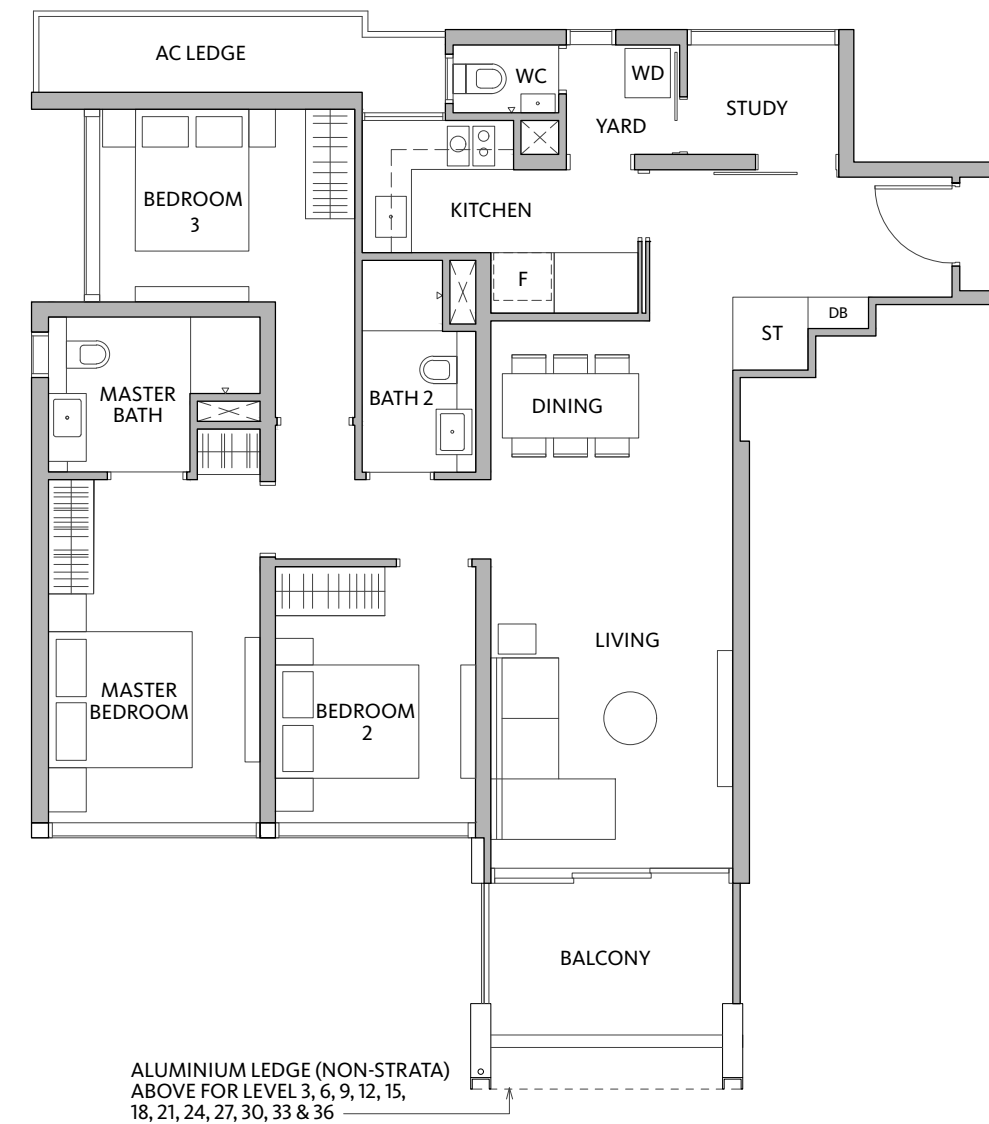 AC LEDGE
WC
WD
STUDY
YARD
BEDROOM
3
KITCHEN
F
DB
ST
MASTER
BATH
BATH 2
DINING
LIVING
MASTER
BEDROOM
BEDROOM
2
BALCONY
ALUMINIUM LEDGE (NON-STRATA)
ABOVE FOR LEVEL 3, 6, 9, 12, 15,
18, 21, 24, 27, 30, 33 & 36